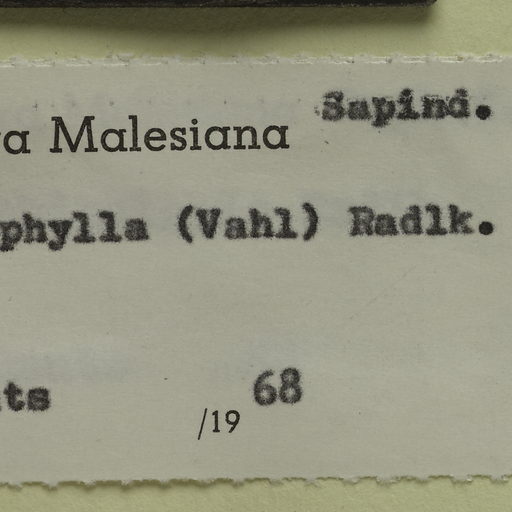 Sapind.
a Malesiana
phylla (Vahl) Radlk.
ts
/19 68